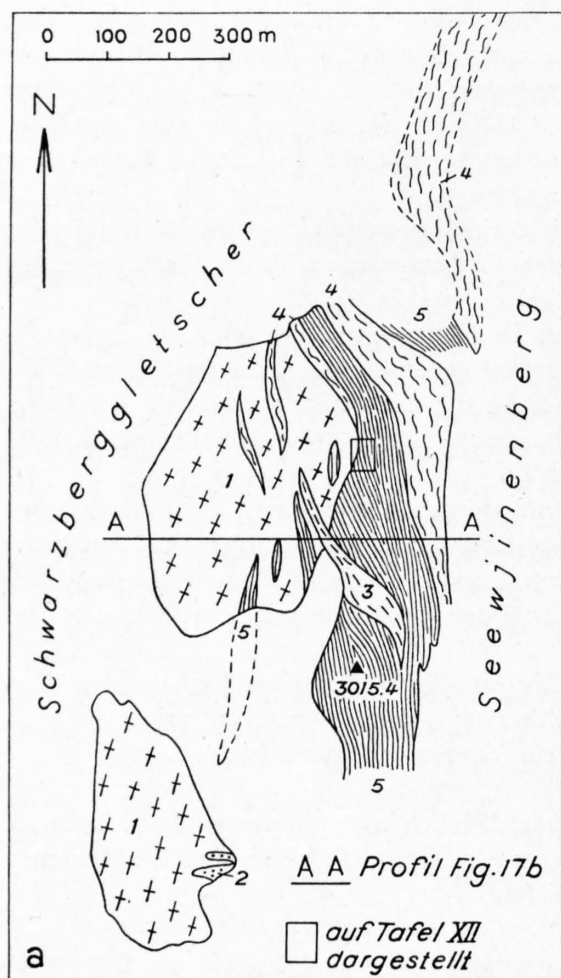 0 100 200 300 m
Z
Schwarzberggletscher
4
4
4
5
Seewjinenberg
1
A
A
3
5
3015.4
5
1
2
A A Profil Fig. 17b
auf Tafel XII
dargestellt
a